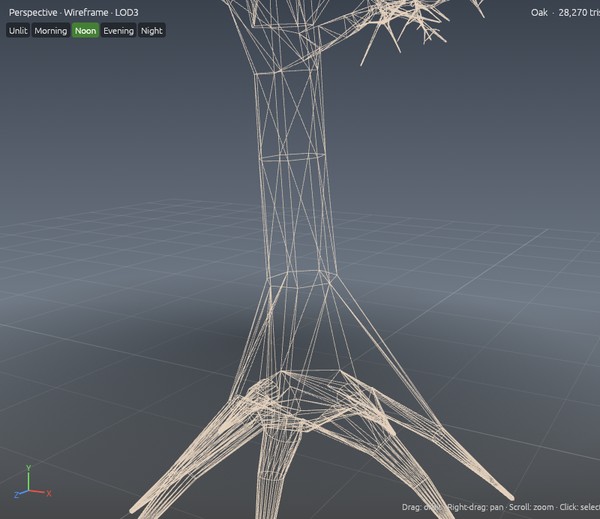 Perspective · Wireframe · LOD3
Oak · 28,270 tris
Unlit Morning Noon Evening Night
Y
Z X
Drag: Right-drag: pan · Scroll: zoom · Click: selec